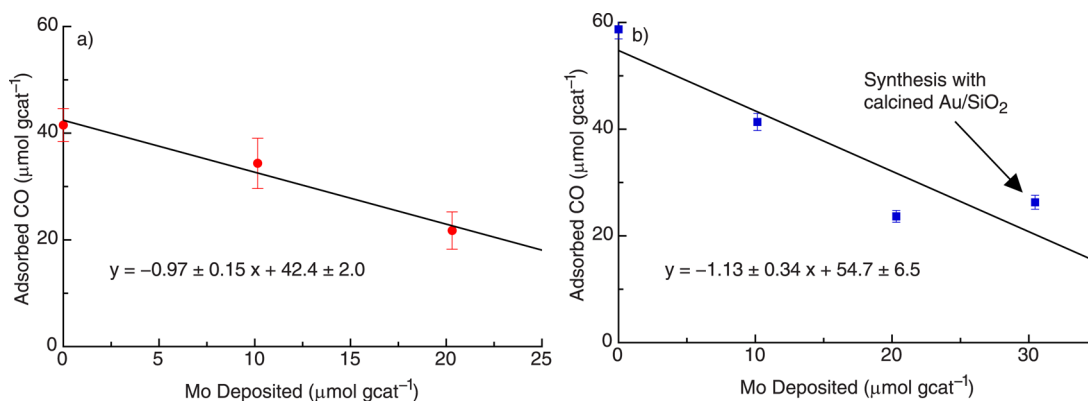 a)
60
40
20
0
Adsorbed CO (μmol gcat⁻¹)
y = −0.97 ± 0.15 x + 42.4 ± 2.0
0 5 10 15 20 25
Mo Deposited (μmol gcat⁻¹)
b)
60
40
20
0
Adsorbed CO (μmol gcat⁻¹)
Synthesis with
calcined Au/SiO₂
y = −1.13 ± 0.34 x + 54.7 ± 6.5
0 10 20 30
Mo Deposited (μmol gcat⁻¹)